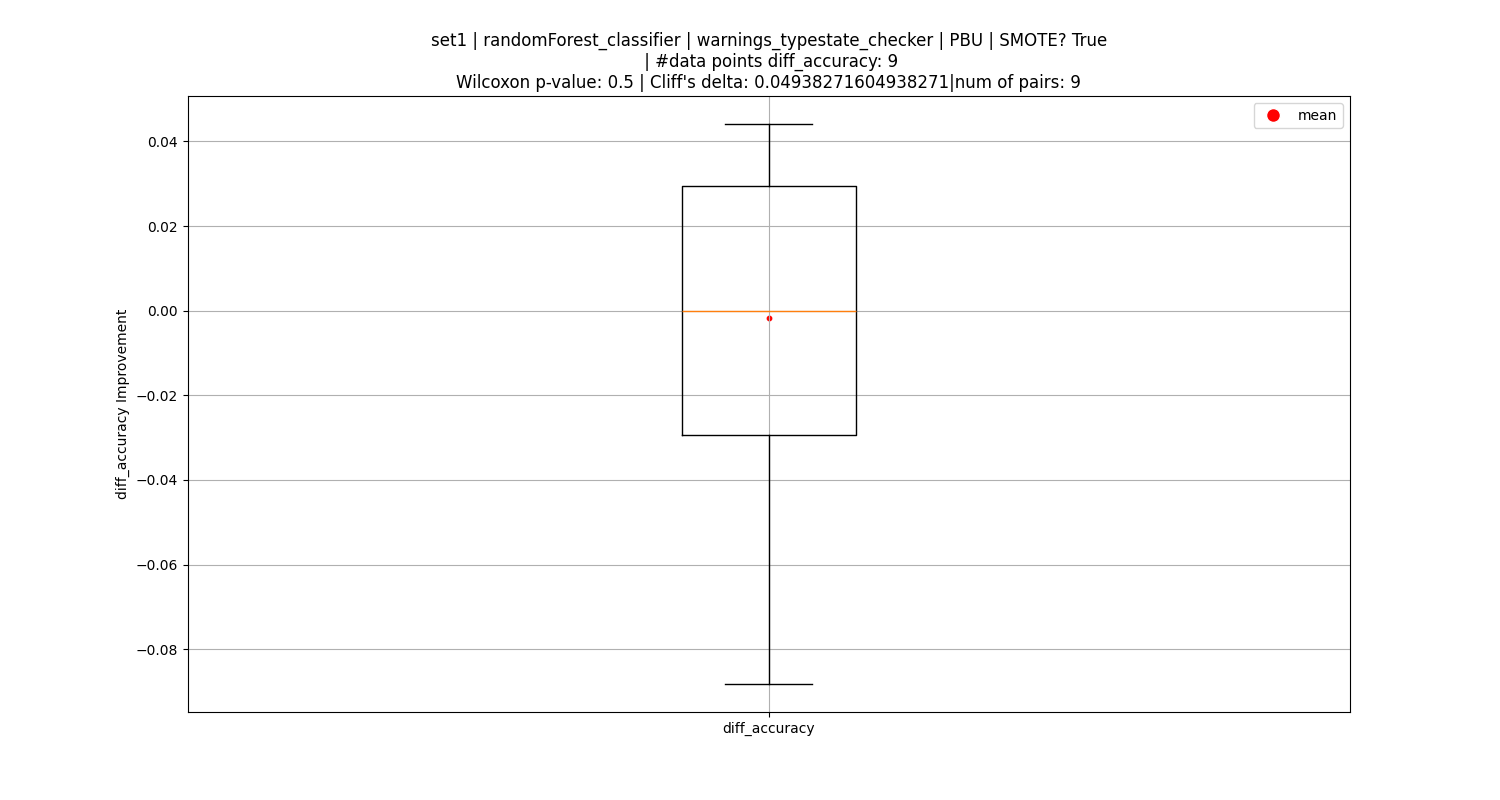 set1 | randomForest_classifier | warnings_typestate_checker | PBU | SMOTE? True
| #data points diff_accuracy: 9
Wilcoxon p-value: 0.5 | Cliff's delta: 0.04938271604938271|num of pairs: 9
mean
0.04
0.02
0.00
−0.02
−0.04
−0.06
−0.08
diff_accuracy Improvement
diff_accuracy